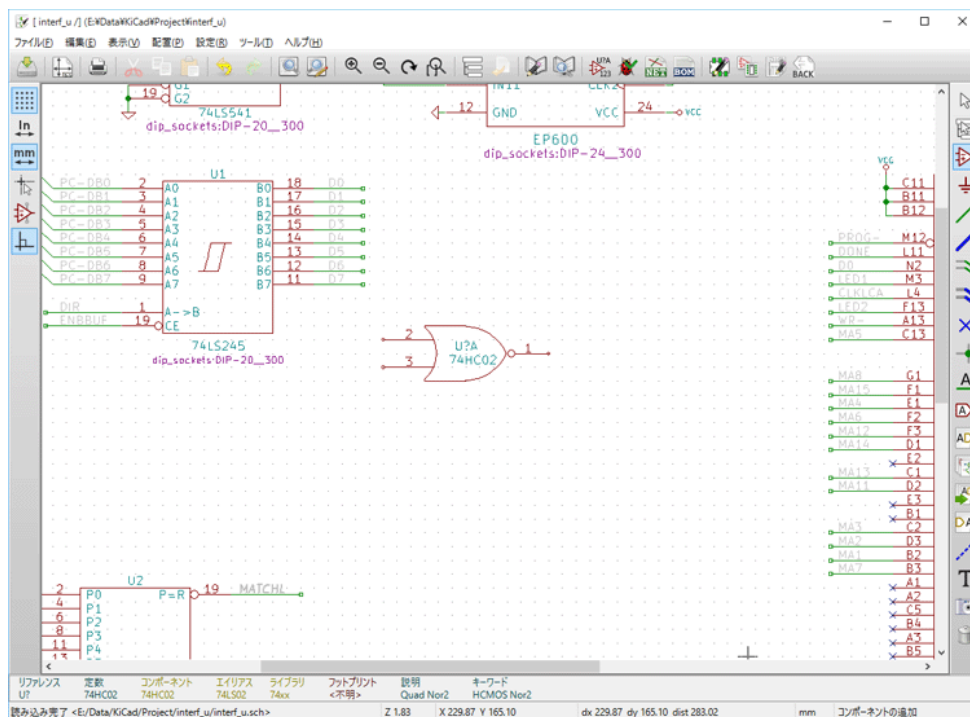 [ interf_u /] (E:¥Data¥KiCad¥Project¥interf_u)
ファイル(F) 編集(E) 表示(V) 配置(P) 設定(R) ツール(T) ヘルプ(H)
U?A
123
NET
BOM
BACK
In
mm
19 G1
G2
74LS541
dip_sockets:DIP-20__300
IN11 CLK2
12 GND VCC 24 VCC
EP600
dip_sockets:DIP-24__300
U1
PC-DB0 2 A0 B0 18 D0
PC-DB1 3 A1 B1 17 D1
PC-DB2 4 A2 B2 16 D2
PC-DB3 5 A3 B3 15 D3
PC-DB4 6 A4 B4 14 D4
PC-DB5 7 A5 B5 13 D5
PC-DB6 8 A6 B6 12 D6
PC-DB7 9 A7 B7 11 D7
DIR 1 A->B
ENBBUF 19 CE
74LS245
dip_sockets:DIP-20__300
2 U?A
3 74HC02 1
VCC
C11
B11
B12
PROG- M12
DONE L11
D0 N2
LED1 M3
CLKLCA L4
LED2 F13
WR- A13
MA5 C13
MA8 G1
MA15 F1
MA4 E1
MA6 F2
MA12 F3
MA14 D1
E2
MA13 C1
MA11 D2
E3
B1
MA3 C2
MA2 D3
MA1 B2
MA7 B3
A1
A2
C5
B4
A3
B5
U2
2 P0 P=R 19 MATCHL
4 P1
6 P2
8 P3
11 P4
13
A
T
リファレンス 定数 コンポーネント エイリアス ライブラリ フットプリント 説明 キーワード
U? 74HC02 74HC02 74LS02 74xx <不明> Quad Nor2 HCMOS Nor2
読み込み完了 <E:/Data/KiCad/Project/interf_u/interf_u.sch> Z 1.83 X 229.87 Y 165.10 dx 229.87 dy 165.10 dist 283.02 mm コンポーネントの追加